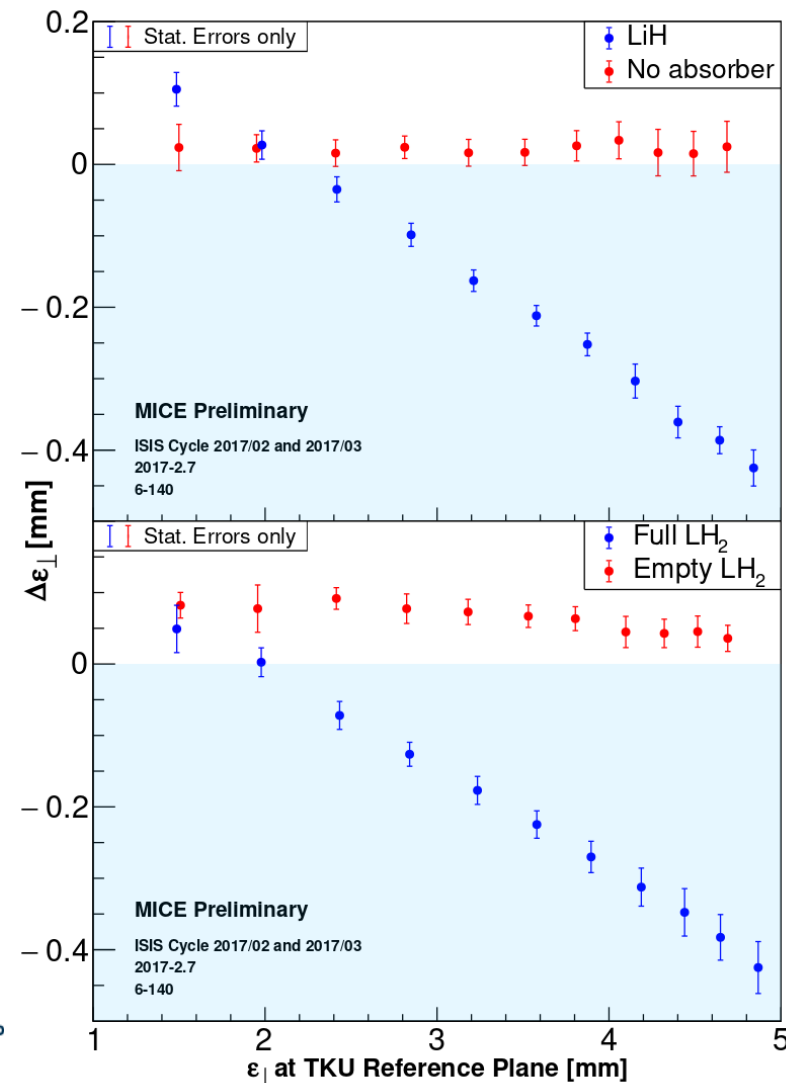 0.2
Stat. Errors only
LiH
No absorber
0
− 0.2
− 0.4
MICE Preliminary
ISIS Cycle 2017/02 and 2017/03
2017-2.7
6-140
Δε⊥ [mm]
Stat. Errors only
Full LH₂
Empty LH₂
0
− 0.2
− 0.4
MICE Preliminary
ISIS Cycle 2017/02 and 2017/03
2017-2.7
6-140
1 2 3 4 5
ε⊥ at TKU Reference Plane [mm]